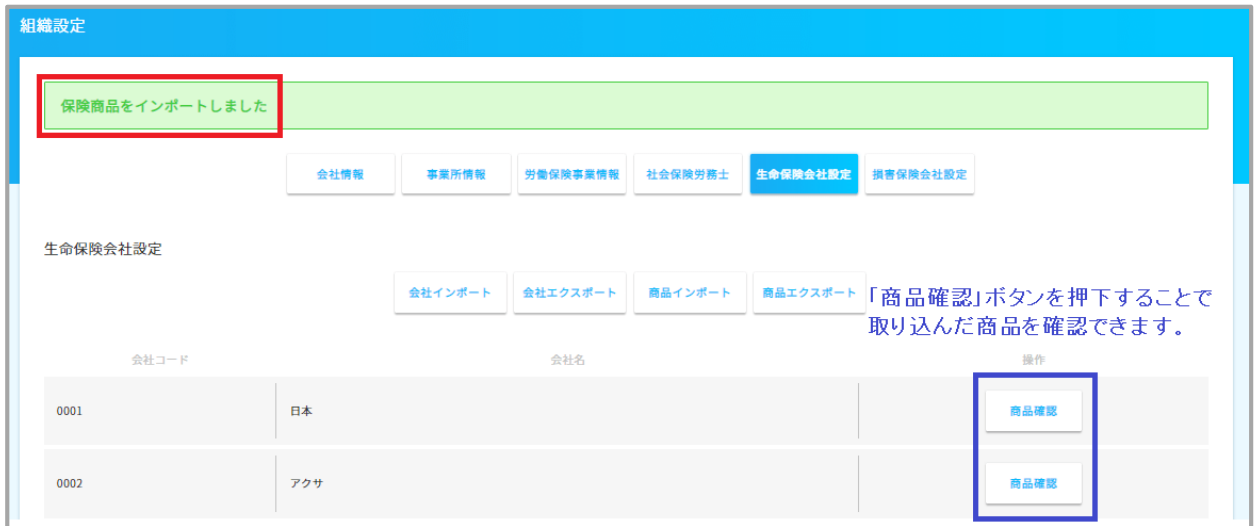 組織設定
保険商品をインポートしました
会社情報 事業所情報 労働保険事業情報 社会保険労務士 生命保険会社設定 損害保険会社設定
生命保険会社設定
会社インポート 会社エクスポート 商品インポート 商品エクスポート
「商品確認」ボタンを押下することで
取り込んだ商品を確認できます。
会社コード 会社名 操作
0001 日本 商品確認
0002 アクサ 商品確認